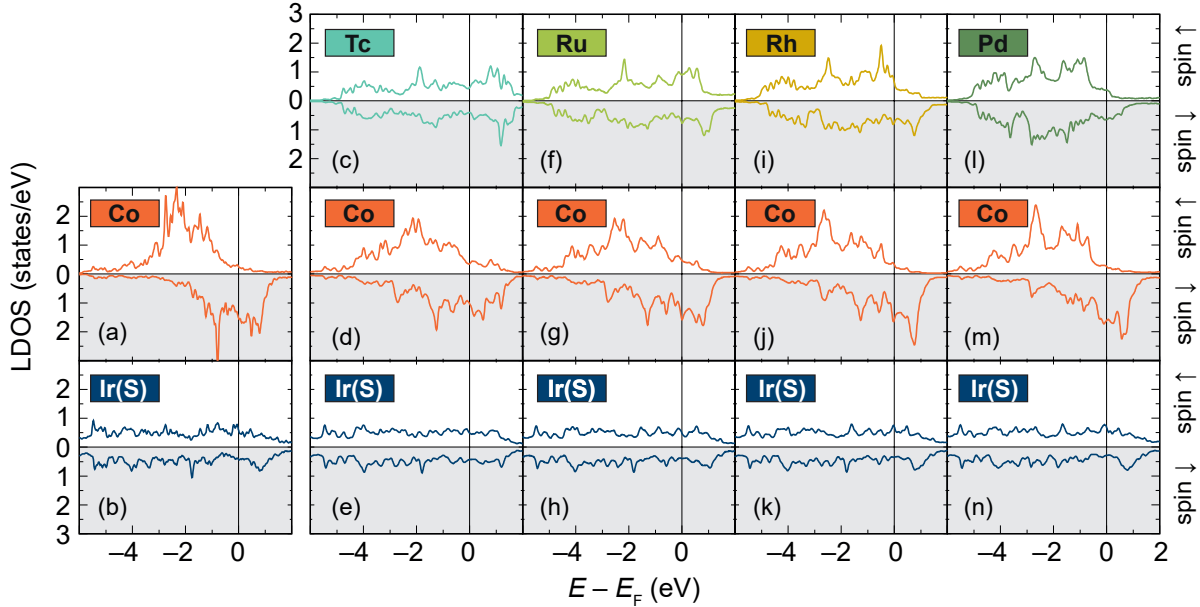 3
2
1
0
1
2
Tc
Ru
Rh
Pd
(c)
(f)
(i)
(l)
spin ↑
spin ↓
LDOS (states/eV)
2
1
0
1
2
Co
Co
Co
Co
Co
(a)
(d)
(g)
(j)
(m)
spin ↑
spin ↓
2
1
0
1
2
3
Ir(S)
Ir(S)
Ir(S)
Ir(S)
Ir(S)
(b)
(e)
(h)
(k)
(n)
spin ↑
spin ↓
−4 −2 0 −4 −2 0 −4 −2 0 −4 −2 0 −4 −2 0 2
E − EF (eV)